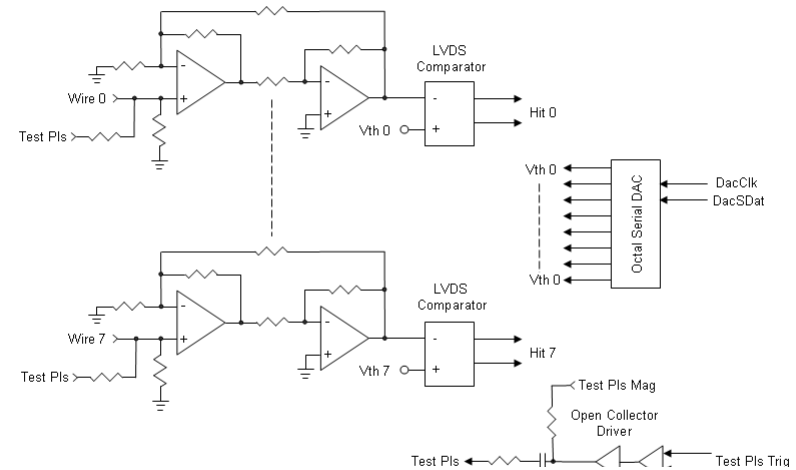 LVDS
Comparator
-
-
-
Wire 0
+
Hit 0
+
Vth 0
+
Test Pls
Vth 0
DacClk
DacSDat
Octal Serial DAC
Vth 0
LVDS
Comparator
-
-
-
Wire 7
+
Hit 7
+
Vth 7
+
Test Pls
Test Pls Mag
Open Collector
Driver
Test Pls
Test Pls Trig